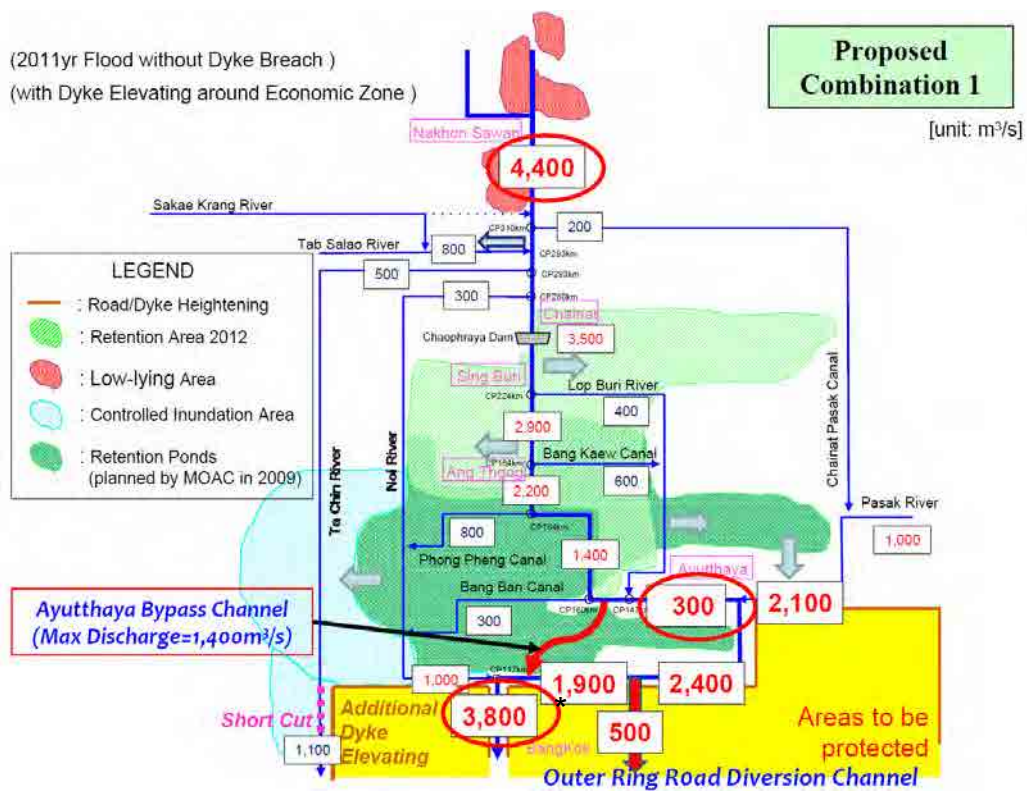 (2011yr Flood without Dyke Breach )
(with Dyke Elevating around Economic Zone )
Proposed
Combination 1
[unit: m³/s]
Nakhon Sawan
4,400
Sakae Krang River
CP310km
200
Tab Salao River
800
CP293km
500
CP293km
300
Chainat
Chaophraya Dam
3,500
LEGEND
: Road/Dyke Heightening
: Retention Area 2012
: Low-lying Area
: Controlled Inundation Area
: Retention Ponds
(planned by MOAC in 2009)
Sing Buri
Lop Buri River
CP224km
400
2,900
Bang Kaew Canal
Ang Thong
600
2,200
Ta Chin River
Noi River
Chainat Pasak Canal
Pasak River
1,000
800
Phong Pheng Canal
1,400
Ayutthaya
Bang Ban Canal
300
300
2,100
Ayutthaya Bypass Channel
(Max Discharge=1,400m³/s)
1,000
1,900
2,400
3,800
*
500
Short Cut
1,100
Additional
Dyke
Elevating
Bangkok
Areas to be
protected
Outer Ring Road Diversion Channel